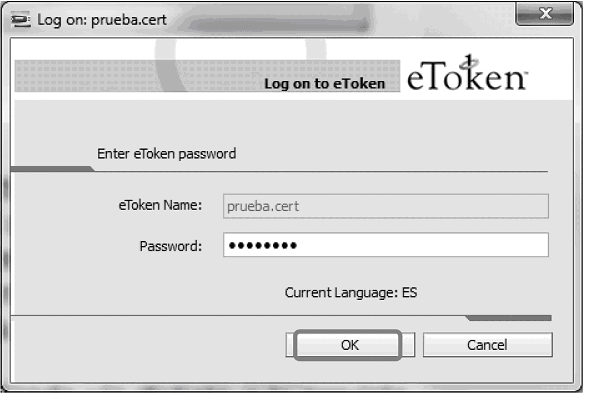 Log on: prueba.cert
Log on to eToken
eToken
Enter eToken password
eToken Name: prueba.cert
Password: ●●●●●●●●
Current Language: ES
OK Cancel